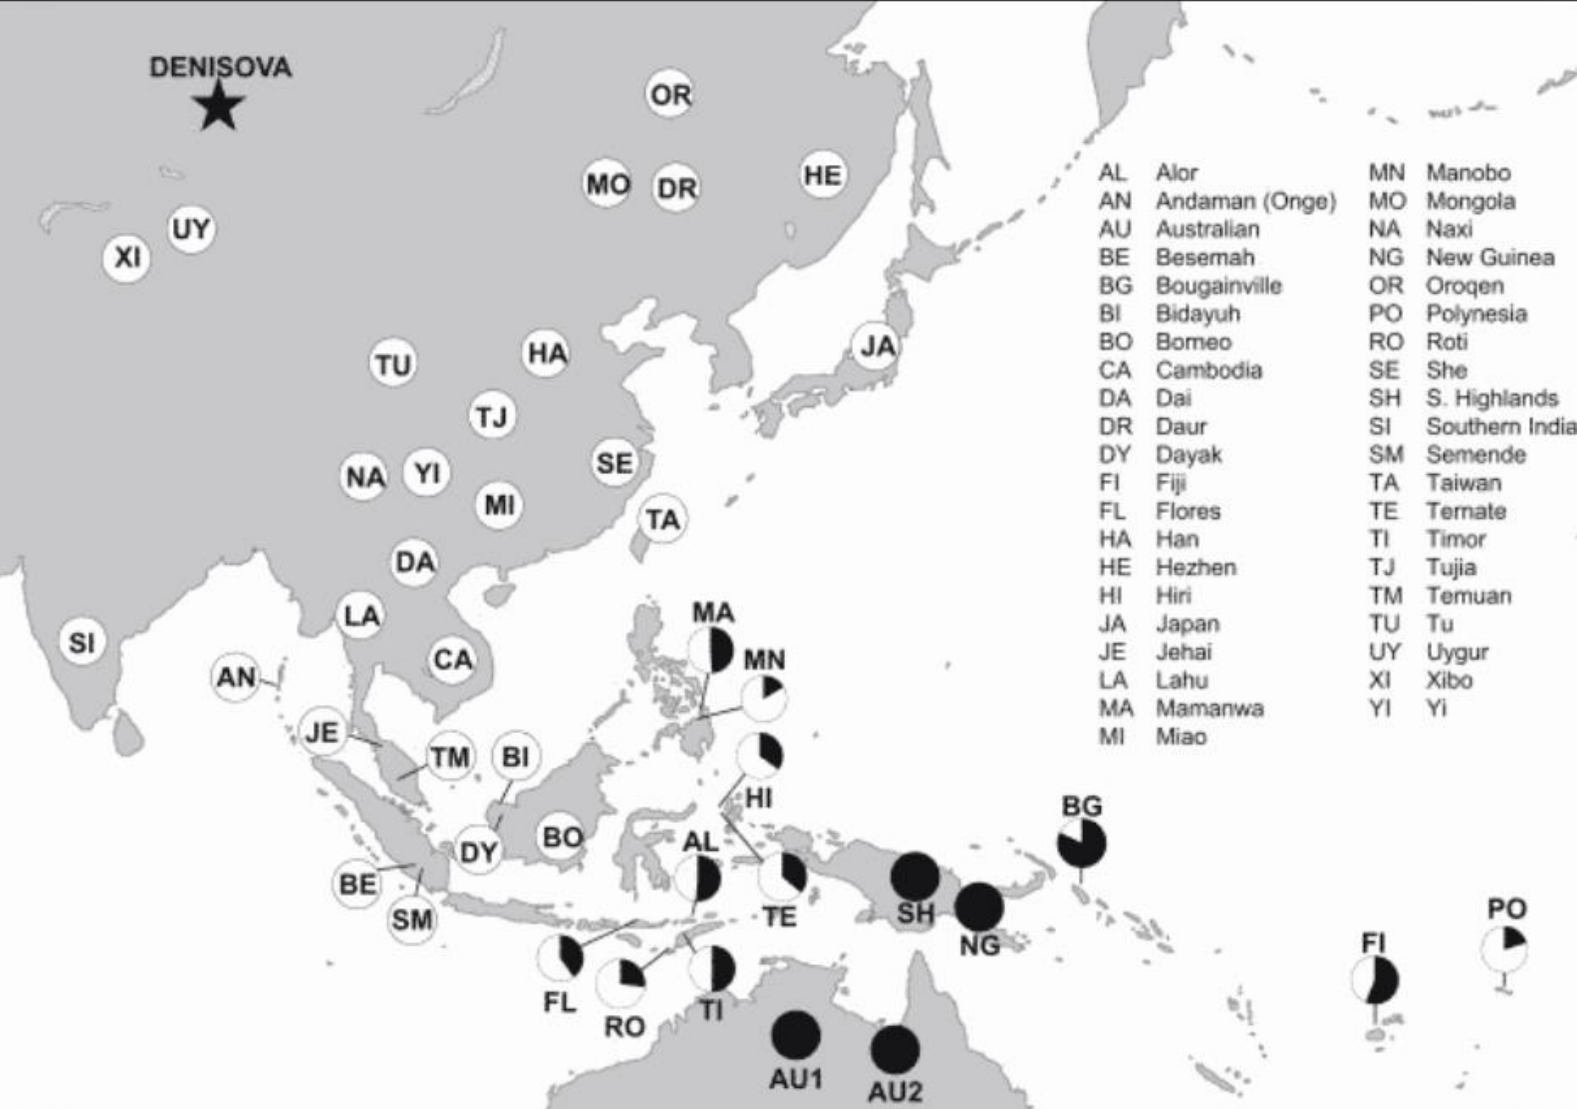 DENISOVA
OR
MO
DR
HE
UY
XI
TU
HA
JA
TJ
NA
YI
SE
MI
TA
DA
LA
SI
CA
AN
MA
MN
JE
TM
BI
HI
BG
DY
BO
AL
BE
SM
TE
SH
NG
PO
FI
FL
RO
TI
AU1
AU2
AL Alor
AN Andaman (Onge)
AU Australian
BE Besemah
BG Bougainville
BI Bidayuh
BO Borneo
CA Cambodia
DA Dai
DR Daur
DY Dayak
FI Fiji
FL Flores
HA Han
HE Hezhen
HI Hiri
JA Japan
JE Jehai
LA Lahu
MA Mamanwa
MI Miao
MN Manobo
MO Mongola
NA Naxi
NG New Guinea
OR Oroqen
PO Polynesia
RO Roti
SE She
SH S. Highlands
SI Southern India
SM Semende
TA Taiwan
TE Ternate
TI Timor
TJ Tujia
TM Temuan
TU Tu
UY Uygur
XI Xibo
YI Yi